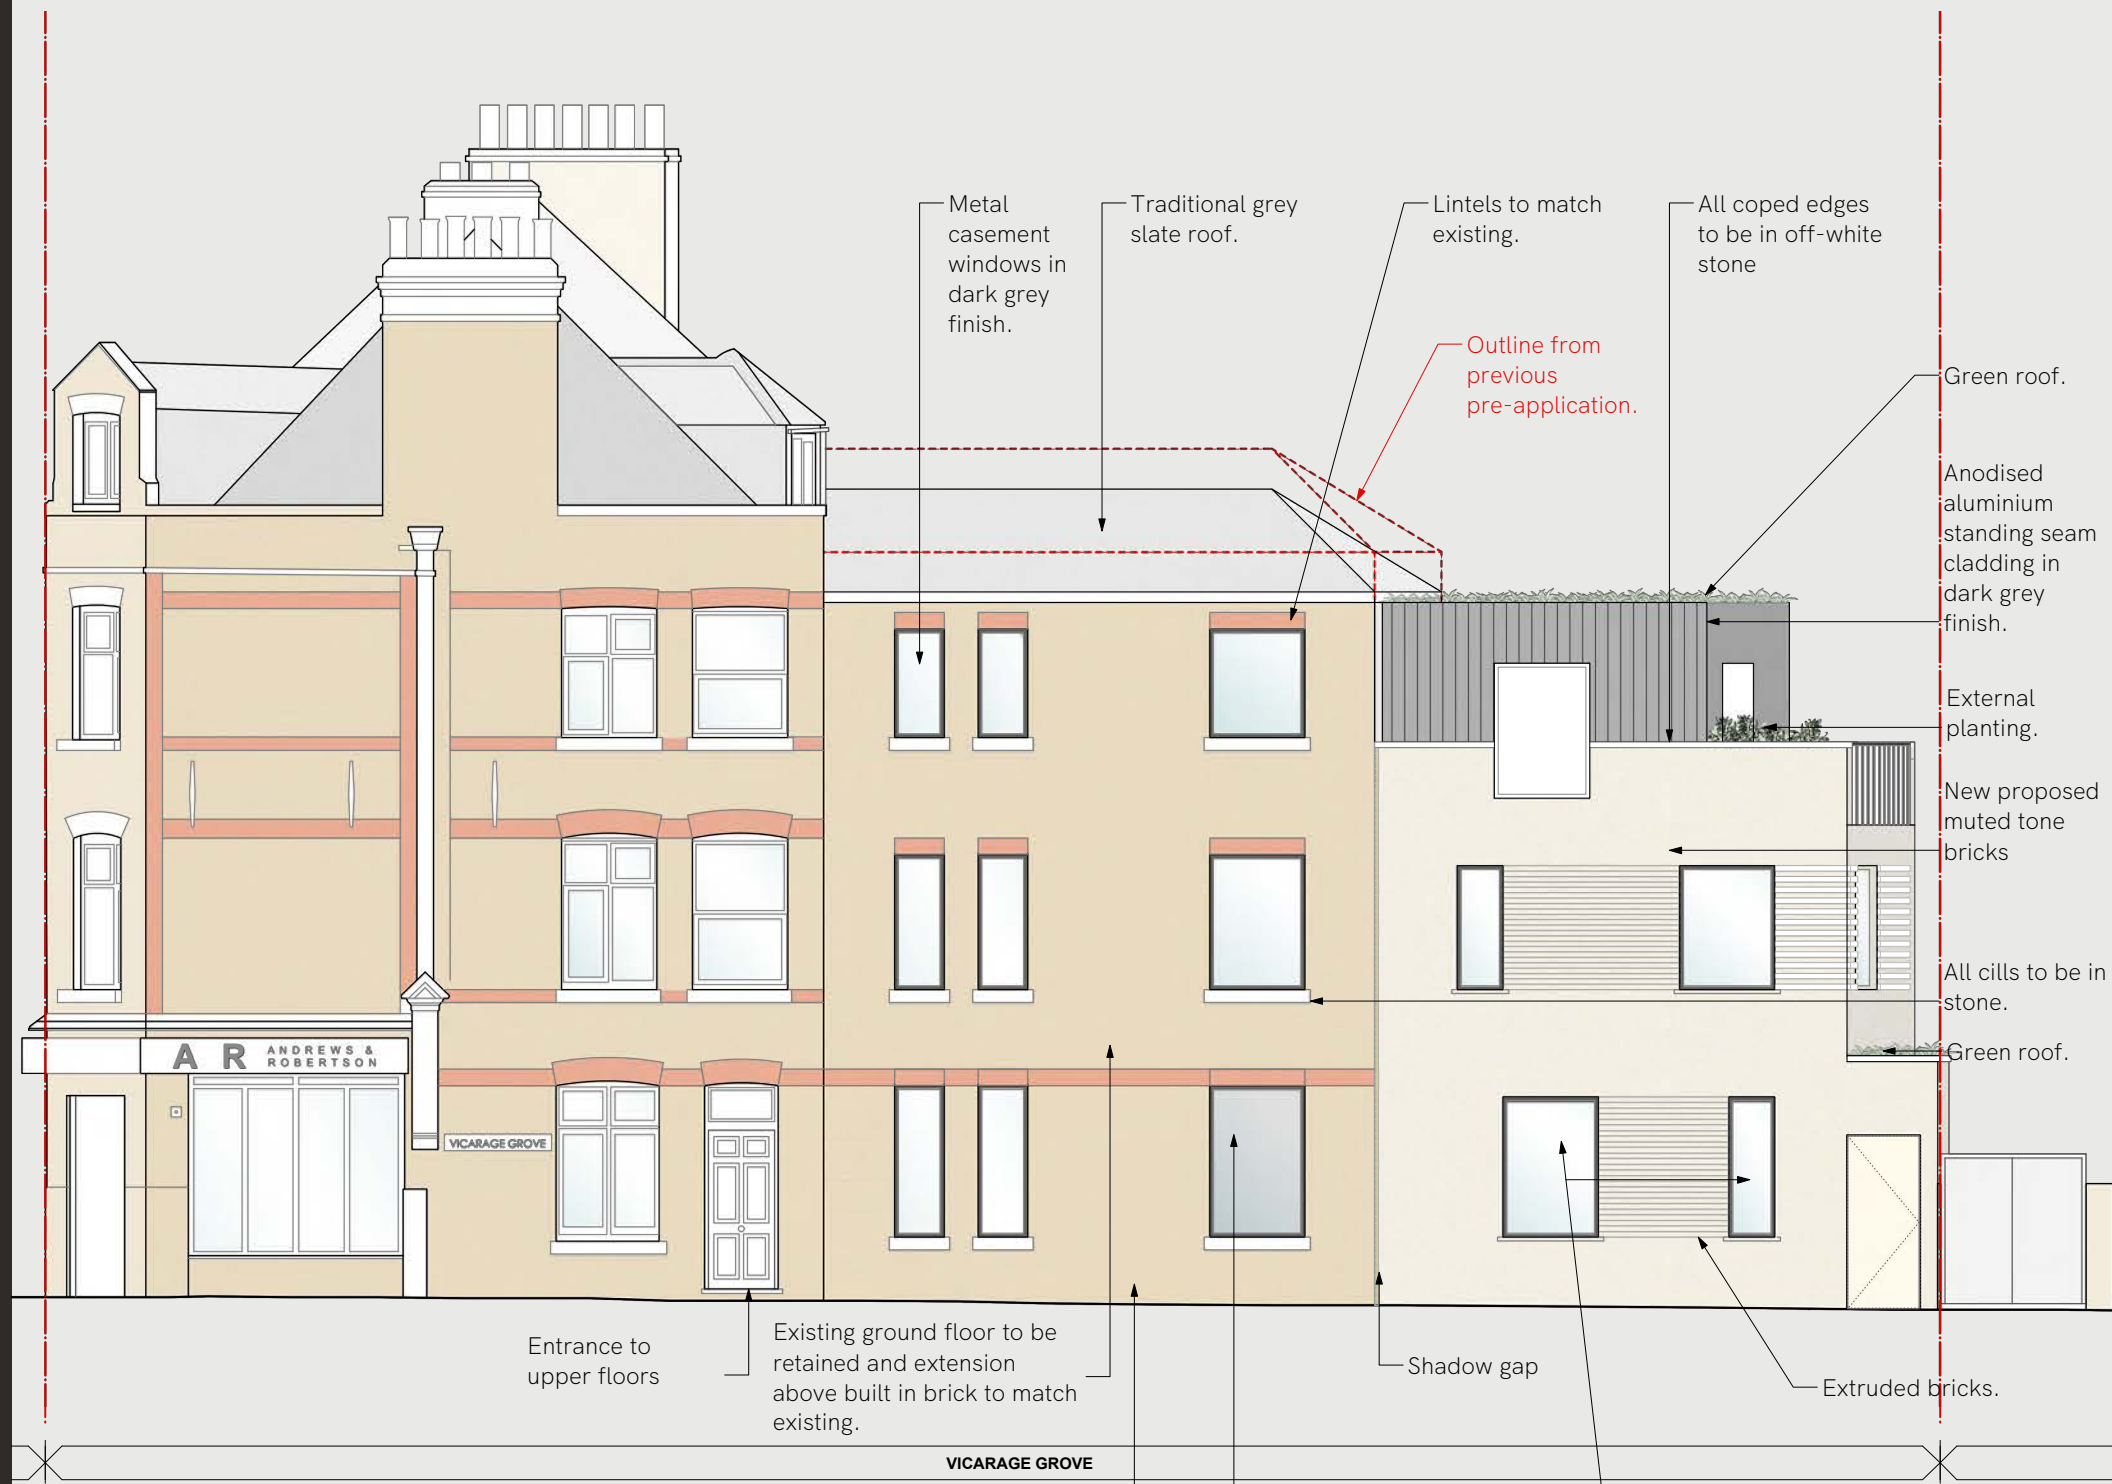 Metal
casement
windows in
dark grey
finish.
Traditional grey
slate roof.
Lintels to match
existing.
All coped edges
to be in off-white
stone
Outline from
previous
pre-application.
Green roof.
Anodised
aluminium
standing seam
cladding in
dark grey
finish.
External
planting.
New proposed
muted tone
bricks
All cills to be in
stone.
Green roof.
A R ANDREWS &
ROBERTSON
VICARAGE GROVE
Entrance to
upper floors
Existing ground floor to be
retained and extension
above built in brick to match
existing.
Shadow gap
Extruded bricks.
VICARAGE GROVE